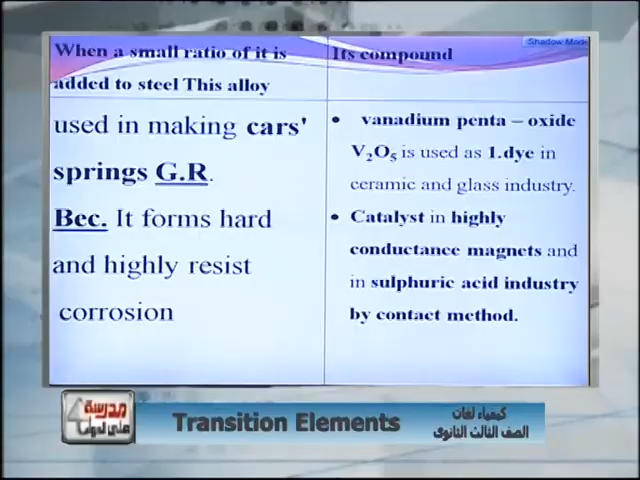 When a small ratio of it is
added to steel This alloy
Its compound
Shadow Mode
used in making cars'
springs G.R.
Bec. It forms hard
and highly resist
corrosion
• vanadium penta – oxide
V₂O₅ is used as 1.dye in
ceramic and glass industry.
• Catalyst in highly
conductance magnets and
in sulphuric acid industry
by contact method.
مدرسة
على الهواء
Transition Elements
كيمياء لغات
الصف الثالث الثانوى